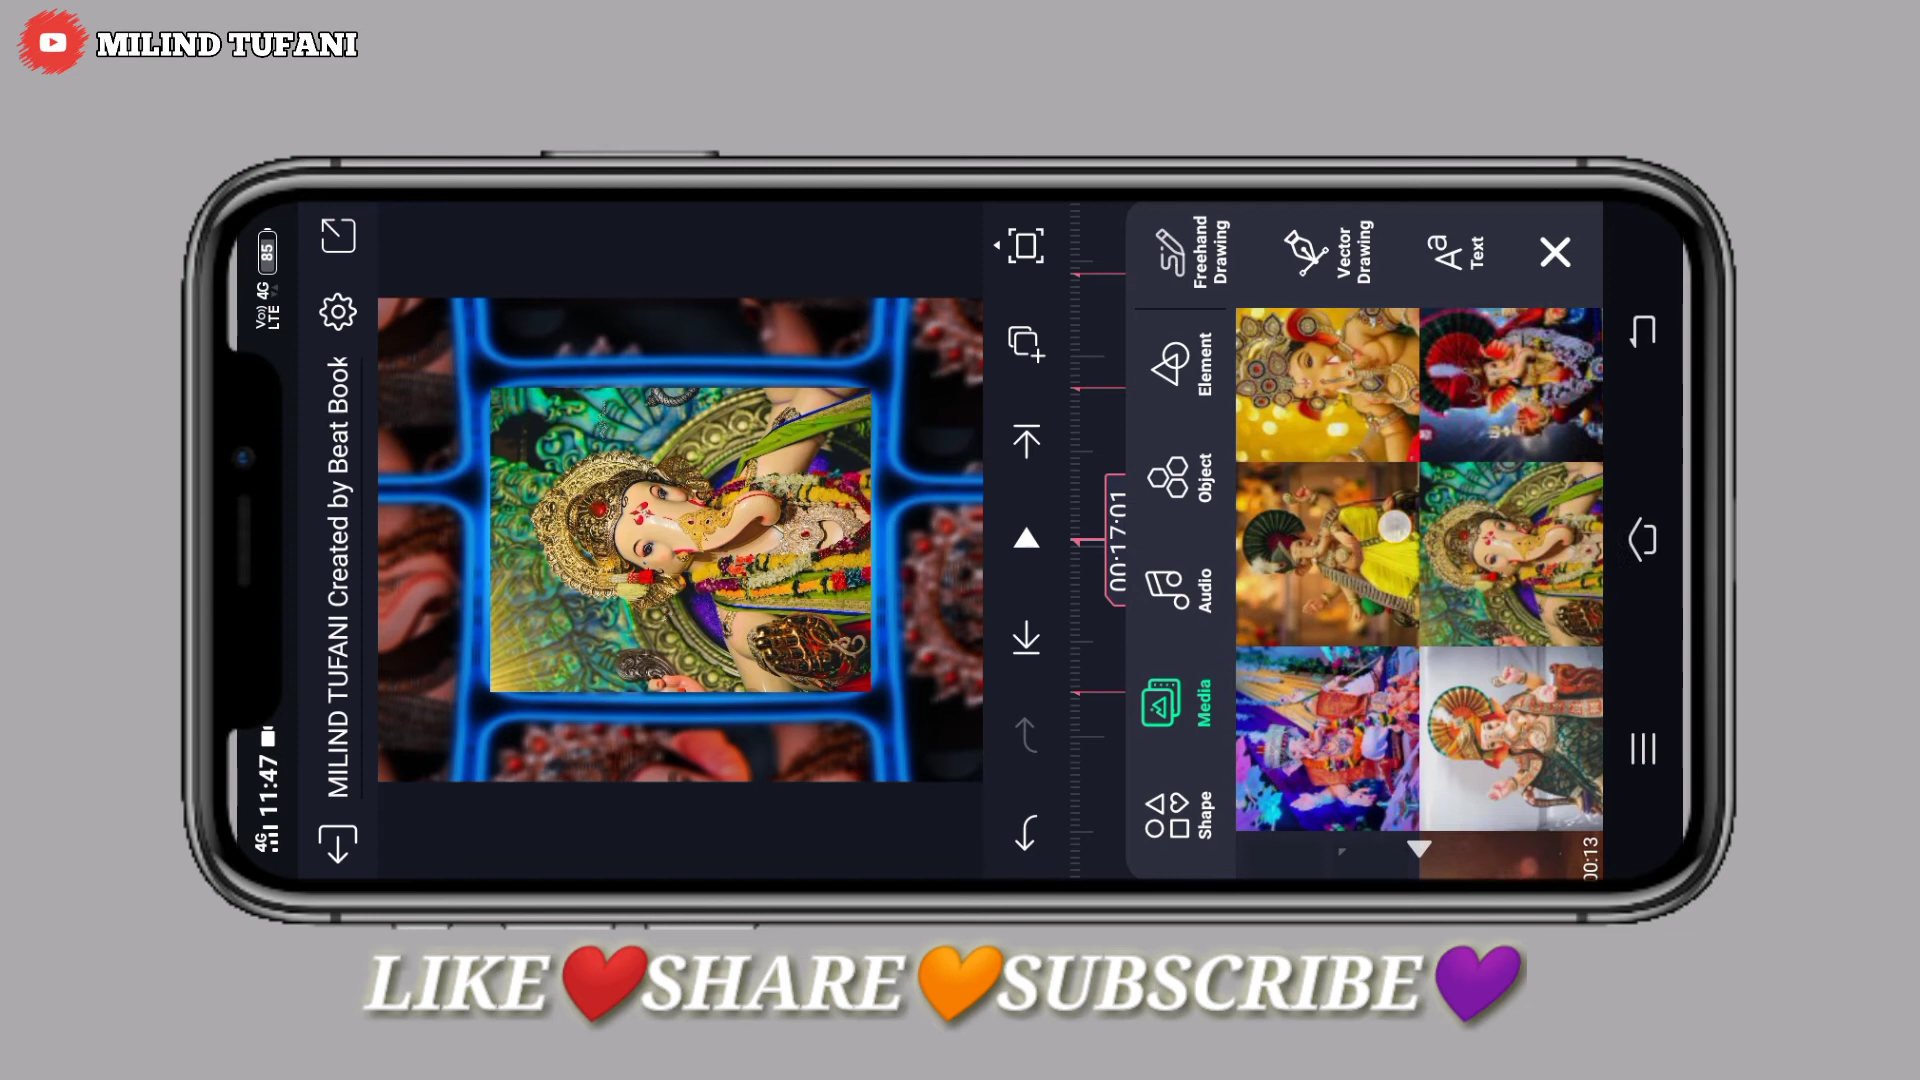 MILIND TUFANI
85
Vo)) 4G
LTE
4G 11:47
MILIND TUFANI Created by Beat Book
00:17:01
Shape
Media
Audio
Object
Element
Freehand
Drawing
Vector
Drawing
Aa
Text
00:13
LIKE❤️SHARE🧡SUBSCRIBE💜